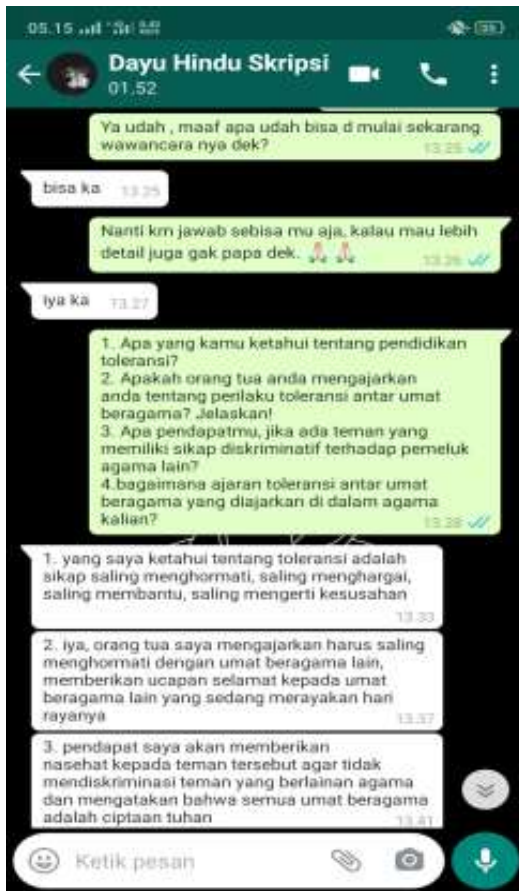 05.15
Dayu Hindu Skripsi
01.52
Ya udah , maaf apa udah bisa d mulai sekarang
wawancara nya dek?
13.25
bisa ka 13.25
Nanti km jawab sebisa mu aja, kalau mau lebih
detail juga gak papa dek.
13.26
iya ka 13.27
1. Apa yang kamu ketahui tentang pendidikan
toleransi?
2. Apakah orang tua anda mengajarkan
anda tentang perilaku toleransi antar umat
beragama? Jelaskan!
3. Apa pendapatmu, jika ada teman yang
memiliki sikap diskriminatif terhadap pemeluk
agama lain?
4.bagaimana ajaran toleransi antar umat
beragama yang diajarkan di dalam agama
kalian?
13.28
1. yang saya ketahui tentang toleransi adalah
sikap saling menghormati, saling menghargai,
saling membantu, saling mengerti kesusahan
13.33
2. iya, orang tua saya mengajarkan harus saling
menghormati dengan umat beragama lain,
memberikan ucapan selamat kepada umat
beragama lain yang sedang merayakan hari
rayanya
13.37
3. pendapat saya akan memberikan
nasehat kepada teman tersebut agar tidak
mendiskriminasi teman yang berlainan agama
dan mengatakan bahwa semua umat beragama
adalah ciptaan tuhan
13.41
Ketik pesan